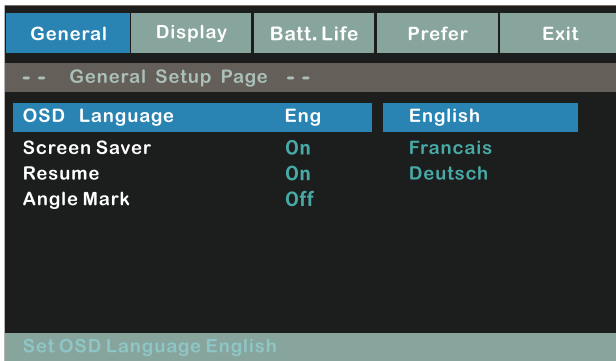 General Display Batt. Life Prefer Exit
-- General Setup Page --
OSD Language Eng English
Screen Saver On Francais
Resume On Deutsch
Angle Mark Off
Set OSD Language English